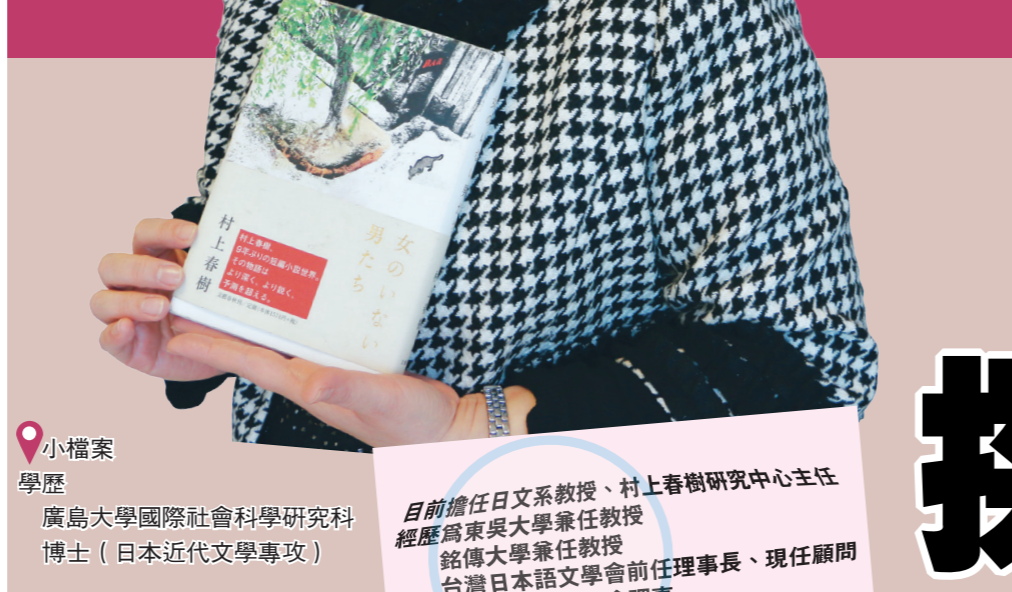 女のいない
男たち
村上春樹
村上春樹、
9年ぶりの短編小説世界。
その物語は
より深く、より鋭く、
予測を超える。
小檔案
學歷
廣島大學國際社會科學研究科
博士（日本近代文學專攻）
目前擔任日文系教授、村上春樹研究中心主任
經歷為東吳大學兼任教授
銘傳大學兼任教授
台灣日本語文學會前任理事長、現任顧問